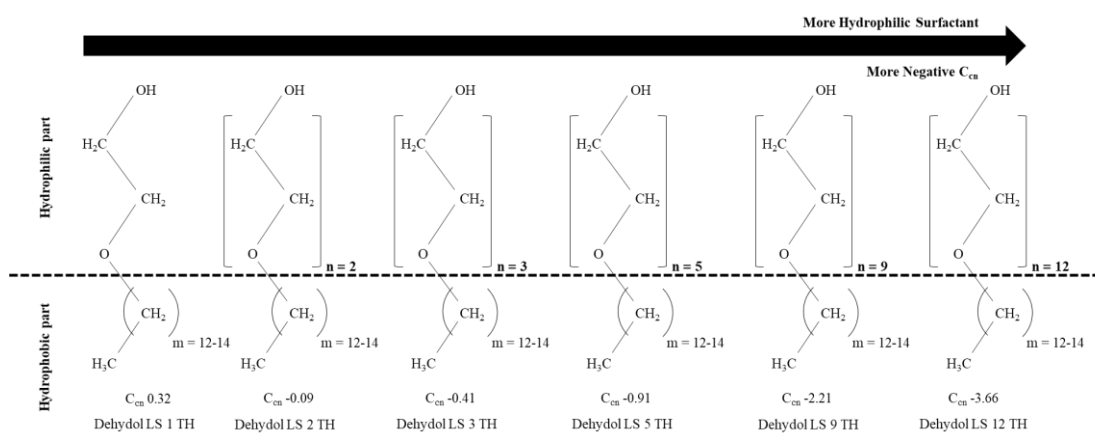 More Hydrophilic Surfactant
More Negative Ccn
Hydrophilic part
OH OH OH OH OH OH
H2C H2C H2C H2C H2C H2C
CH2 CH2 CH2 CH2 CH2 CH2
O O O O O O
n = 2 n = 3 n = 5 n = 9 n = 12
Hydrophobic part
CH2 CH2 CH2 CH2 CH2 CH2
m = 12-14 m = 12-14 m = 12-14 m = 12-14 m = 12-14 m = 12-14
H3C H3C H3C H3C H3C H3C
Ccn 0.32 Ccn -0.09 Ccn -0.41 Ccn -0.91 Ccn -2.21 Ccn -3.66
Dehydol LS 1 TH Dehydol LS 2 TH Dehydol LS 3 TH Dehydol LS 5 TH Dehydol LS 9 TH Dehydol LS 12 TH